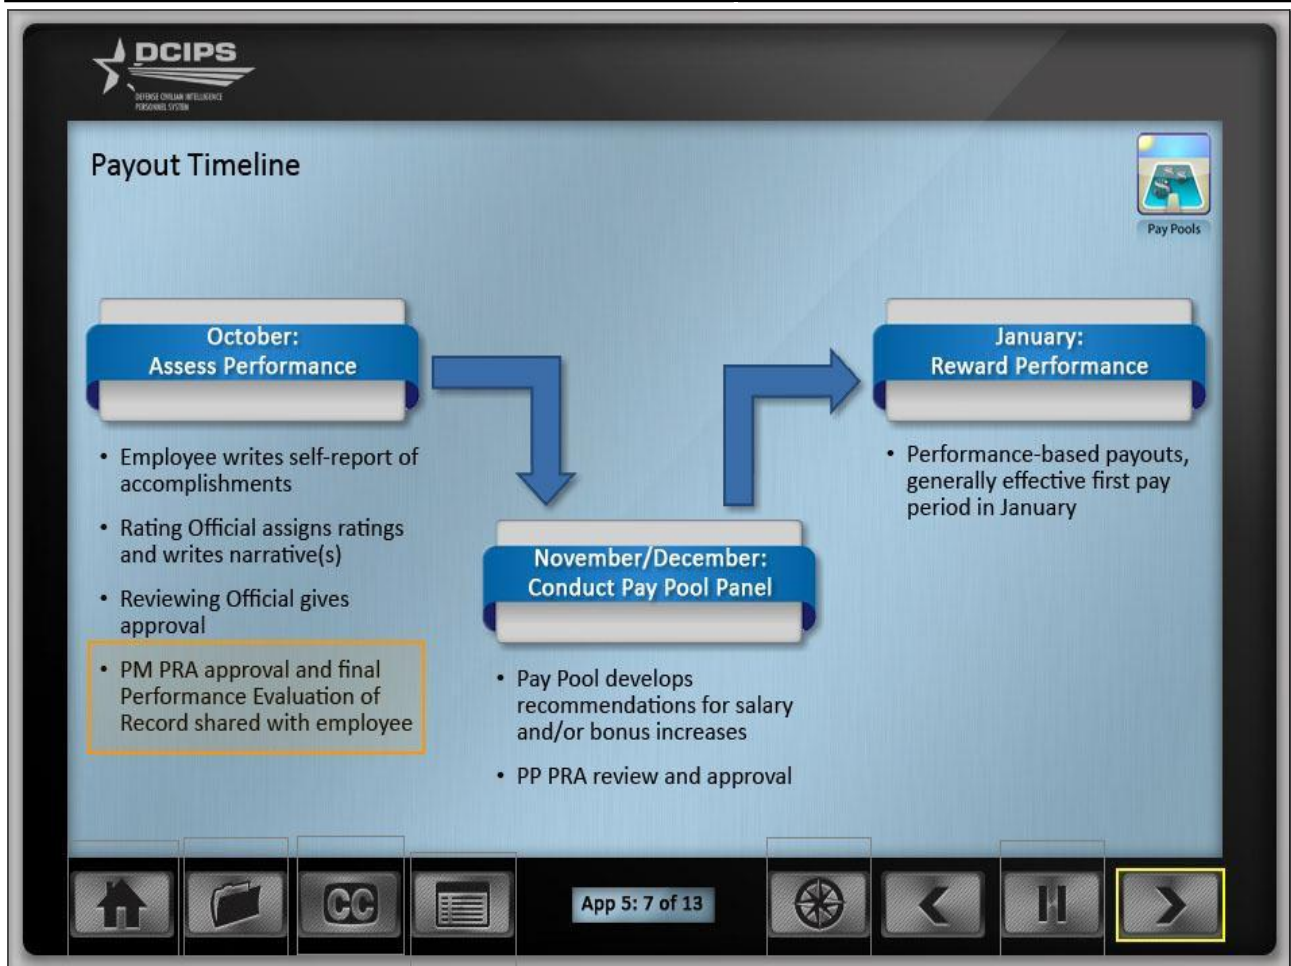 DCIPS
DEFENSE CIVILIAN INTELLIGENCE
PERSONNEL SYSTEM
Payout Timeline
Pay Pools
October:
Assess Performance
• Employee writes self-report of
accomplishments
• Rating Official assigns ratings
and writes narrative(s)
• Reviewing Official gives
approval
• PM PRA approval and final
Performance Evaluation of
Record shared with employee
November/December:
Conduct Pay Pool Panel
• Pay Pool develops
recommendations for salary
and/or bonus increases
• PP PRA review and approval
January:
Reward Performance
• Performance-based payouts,
generally effective first pay
period in January
CC
App 5: 7 of 13